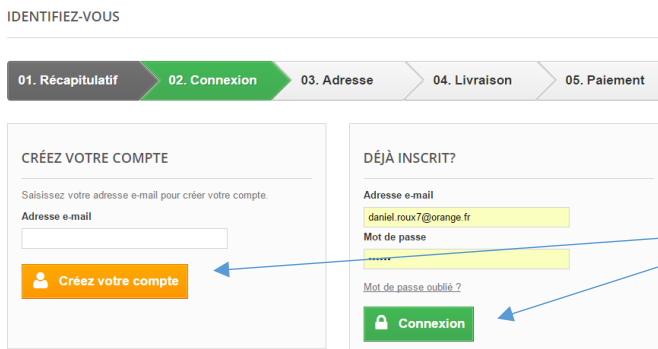 IDENTIFIEZ-VOUS
01. Récapitulatif 02. Connexion 03. Adresse 04. Livraison 05. Paiement
CRÉEZ VOTRE COMPTE
Saisissez votre adresse e-mail pour créer votre compte.
Adresse e-mail
Créez votre compte
DÉJÀ INSCRIT?
Adresse e-mail
daniel.roux7@orange.fr
Mot de passe
••••••
Mot de passe oublié ?
Connexion